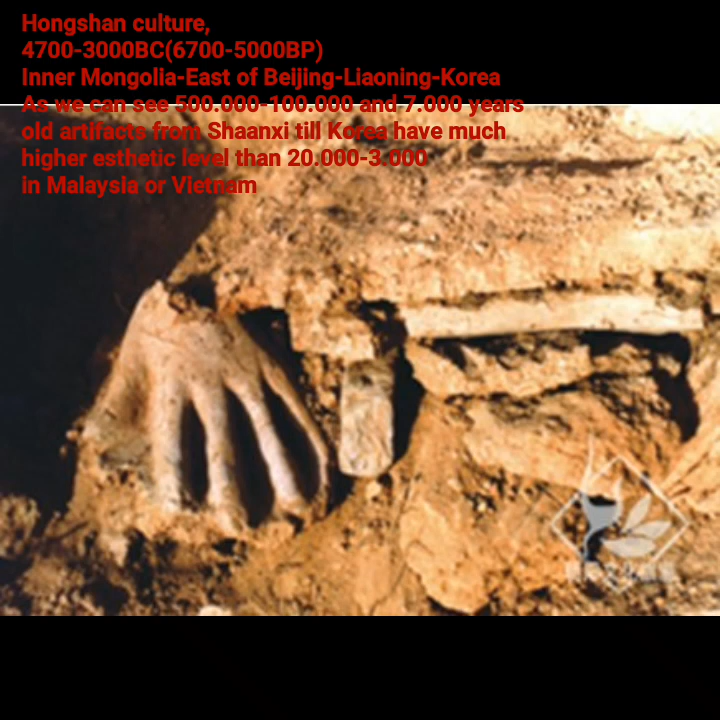 Hongshan culture,
4700-3000BC(6700-5000BP)
Inner Mongolia-East of Beijing-Liaoning-Korea
As we can see 500.000-100.000 and 7.000 years
old artifacts from Shaanxi till Korea have much
higher esthetic level than 20.000-3.000
in Malaysia or Vietnam